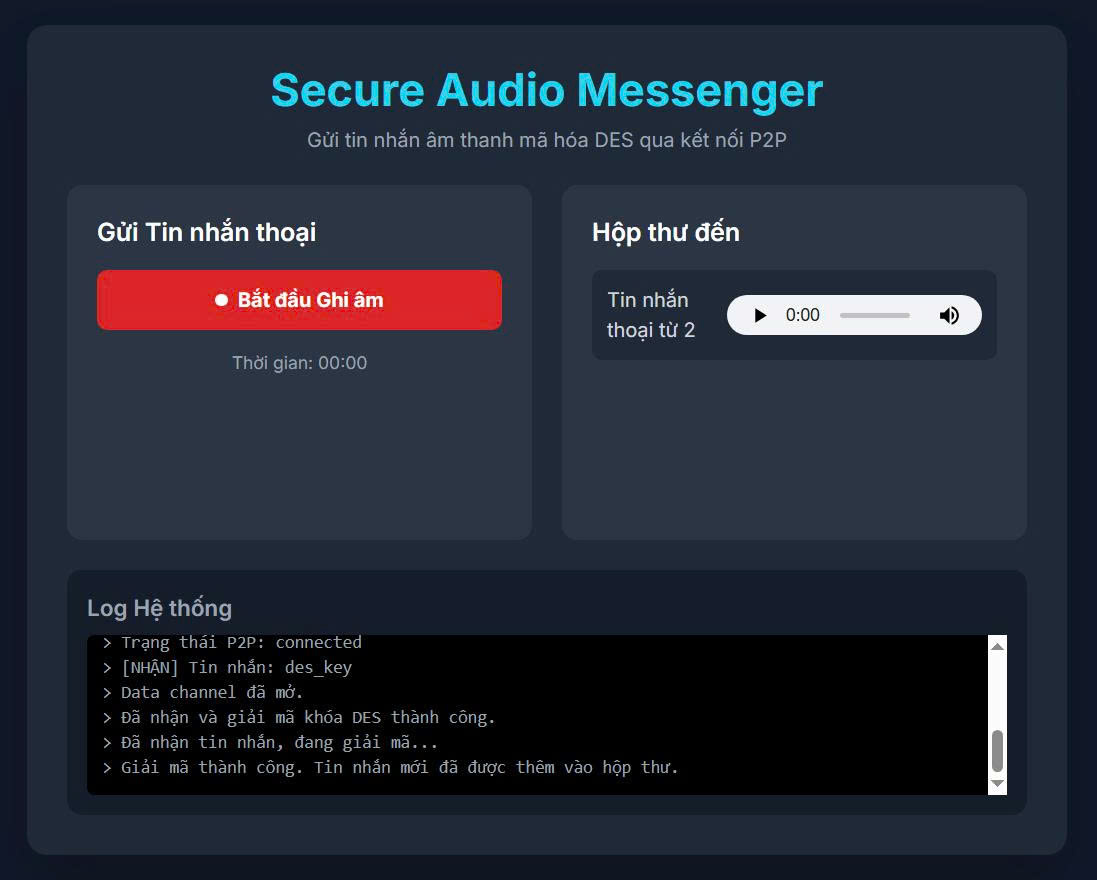 Secure Audio Messenger
Gửi tin nhắn âm thanh mã hóa DES qua kết nối P2P
Gửi Tin nhắn thoại
Bắt đầu Ghi âm
Thời gian: 00:00
Hộp thư đến
Tin nhắn
thoại từ 2
0:00
Log Hệ thống
> Trạng thái P2P: connected
> [NHẬN] Tin nhắn: des_key
> Data channel đã mở.
> Đã nhận và giải mã khóa DES thành công.
> Đã nhận tin nhắn, đang giải mã...
> Giải mã thành công. Tin nhắn mới đã được thêm vào hộp thư.